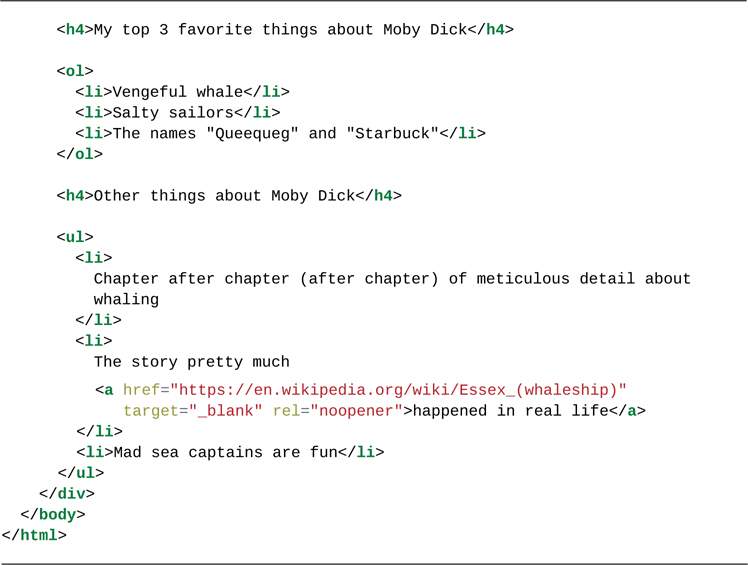 <h4>My top 3 favorite things about Moby Dick</h4>
<ol>
<li>Vengeful whale</li>
<li>Salty sailors</li>
<li>The names "Queequeg" and "Starbuck"</li>
</ol>
<h4>Other things about Moby Dick</h4>
<ul>
<li>
Chapter after chapter (after chapter) of meticulous detail about
whaling
</li>
<li>
The story pretty much
<a href="https://en.wikipedia.org/wiki/Essex_(whaleship)"
target="_blank" rel="noopener">happened in real life</a>
</li>
<li>Mad sea captains are fun</li>
</ul>
</div>
</body>
</html>